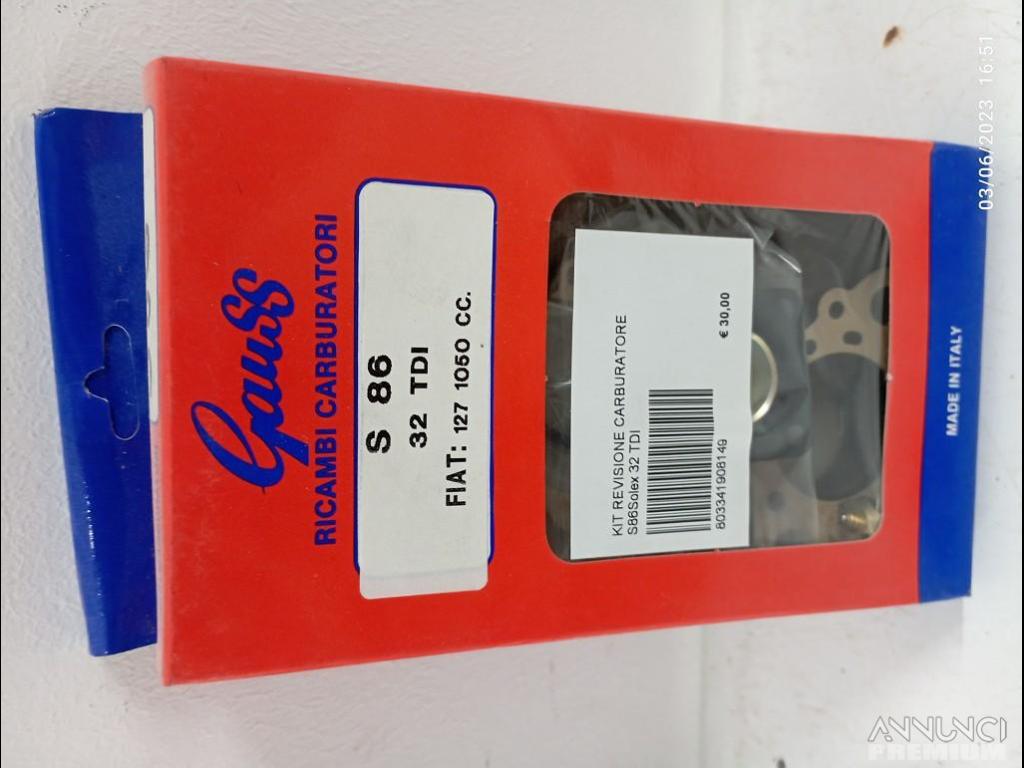 Gauss
RICAMBI CARBURATORI
S 86
32 TDI
FIAT: 127 1050 CC.
KIT REVISIONE CARBURATORE
S86Solex 32 TDI
803341908149
€ 30,00
MADE IN ITALY
03/06/2023 16:51
ANNUNCI
PREMIUM